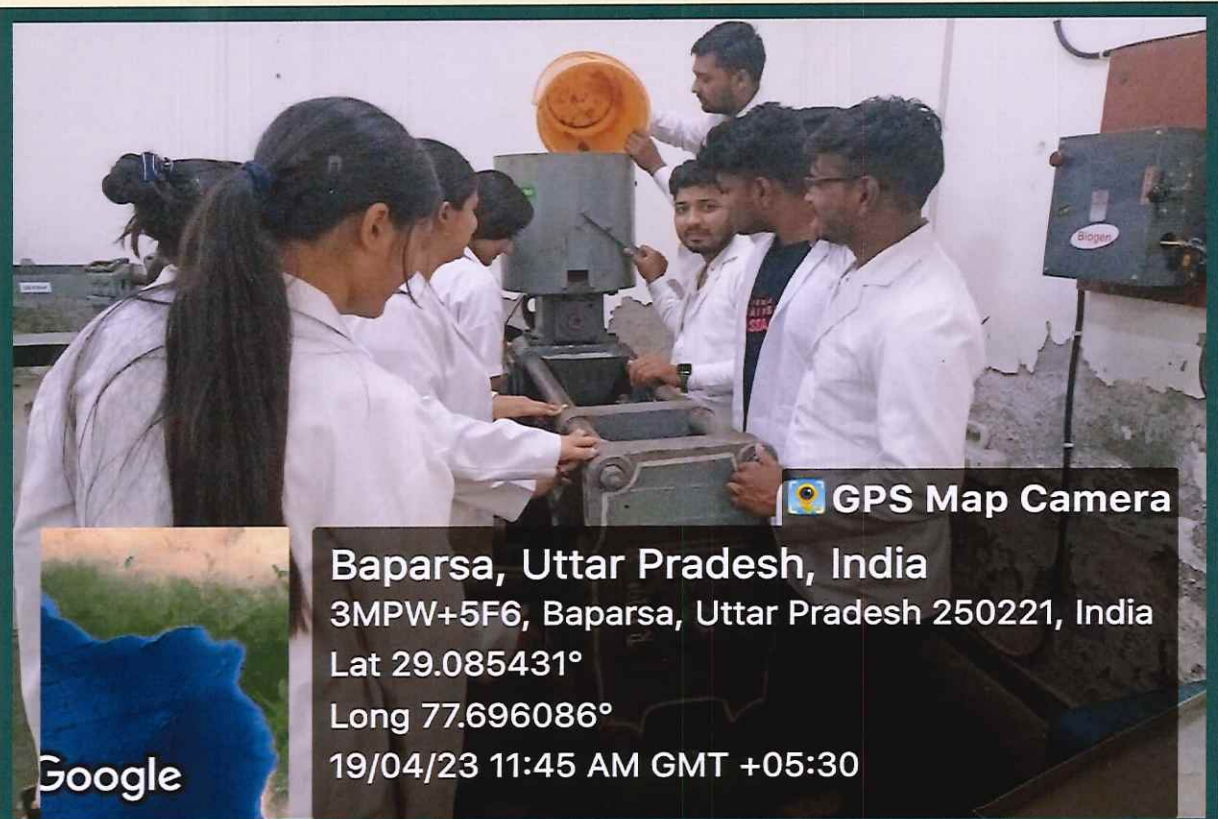 Biogen
GPS Map Camera
Baparsa, Uttar Pradesh, India
3MPW+5F6, Baparsa, Uttar Pradesh 250221, India
Lat 29.085431°
Long 77.696086°
19/04/23 11:45 AM GMT +05:30
Google